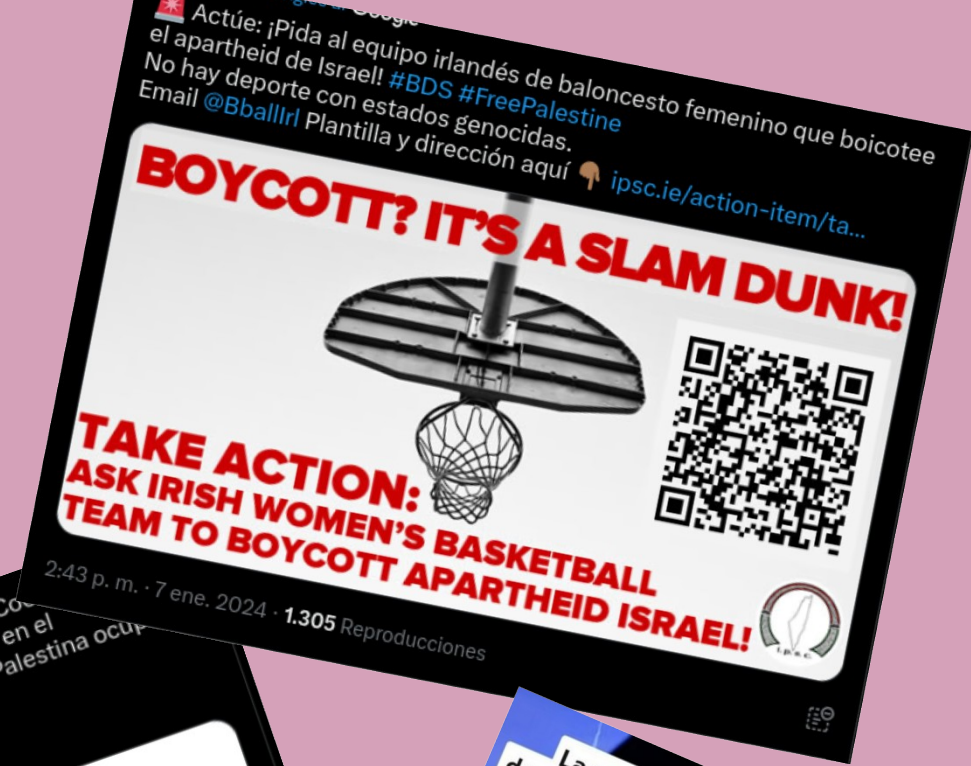 Google
Actúe: ¡Pida al equipo irlandés de baloncesto femenino que boicotee
el apartheid de Israel! #BDS #FreePalestine
No hay deporte con estados genocidas.
Email @BballIrl Plantilla y dirección aquí 👇🏽 ipsc.ie/action-item/ta...
BOYCOTT? IT'S A SLAM DUNK!
TAKE ACTION:
ASK IRISH WOMEN'S BASKETBALL
TEAM TO BOYCOTT APARTHEID ISRAEL!
i.p.s.c.
2:43 p. m. · 7 ene. 2024 · 1.305 Reproducciones
en el
Palestina
La